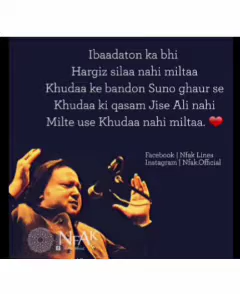 Ibaadaton ka bhi
Hargiz silaa nahi miltaa
Khudaa ke bandon Suno ghaur se
Khudaa ki qasam Jise Ali nahi
Milte use Khudaa nahi miltaa.
Facebook | Nfak Lines
Instagram | Nfak.Official
NFAK